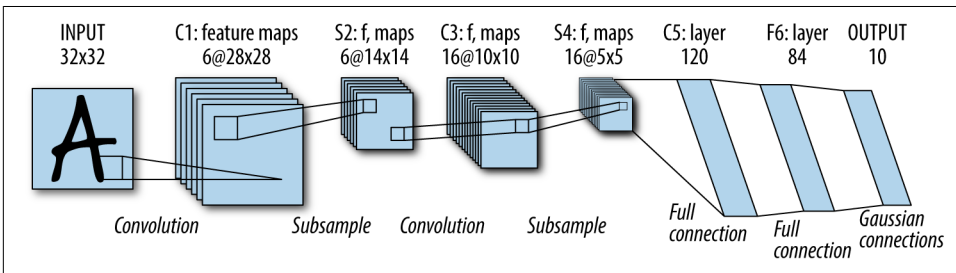 INPUT
32x32
C1: feature maps
6@28x28
S2: f, maps
6@14x14
C3: f, maps
16@10x10
S4: f, maps
16@5x5
C5: layer
120
F6: layer
84
OUTPUT
10
A
Convolution
Subsample
Convolution
Subsample
Full
connection
Full
connection
Gaussian
connections